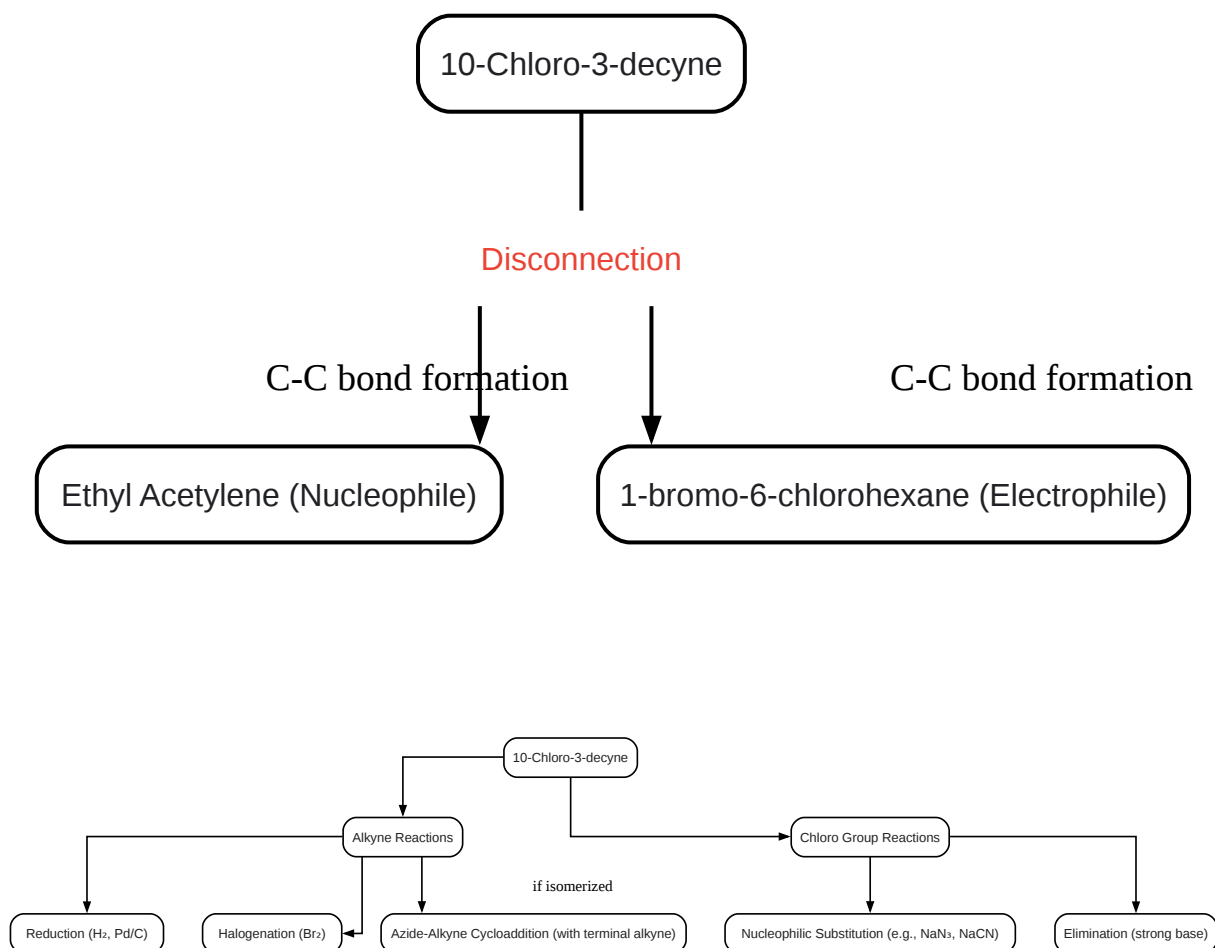 10-Chloro-3-decyne
Disconnection
C-C bond formation
C-C bond formation
Ethyl Acetylene (Nucleophile)
1-bromo-6-chlorohexane (Electrophile)
10-Chloro-3-decyne
Alkyne Reactions
Chloro Group Reactions
if isomerized
Reduction (H₂, Pd/C)
Halogenation (Br₂)
Azide-Alkyne Cycloaddition (with terminal alkyne)
Nucleophilic Substitution (e.g., NaN₃, NaCN)
Elimination (strong base)